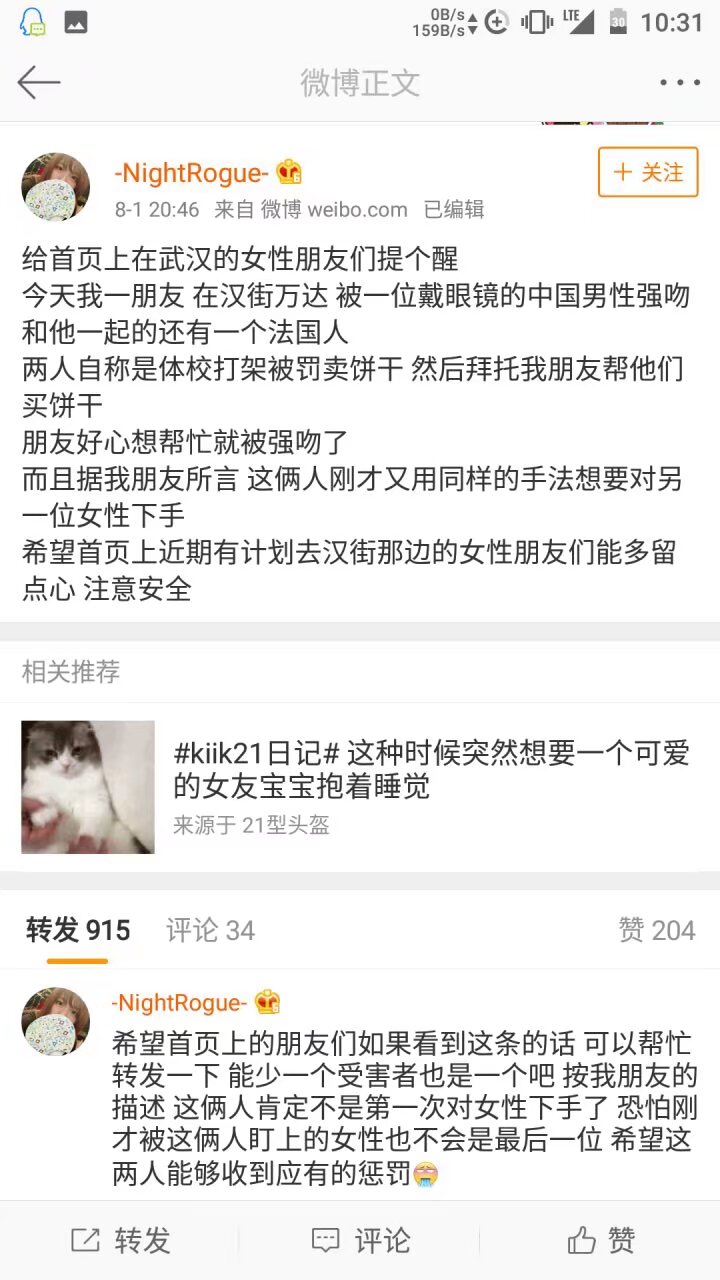 0B/s
159B/s
LTE
30
10:31
微博正文
-NightRogue-
6
＋ 关注
8-1 20:46 来自 微博 weibo.com 已编辑
给首页上在武汉的女性朋友们提个醒
今天我一朋友 在汉街万达 被一位戴眼镜的中国男性强吻
和他一起的还有一个法国人
两人自称是体校打架被罚卖饼干 然后拜托我朋友帮他们
买饼干
朋友好心想帮忙就被强吻了
而且据我朋友所言 这俩人刚才又用同样的手法想要对另
一位女性下手
希望首页上近期有计划去汉街那边的女性朋友们能多留
点心 注意安全
相关推荐
#kiik21日记# 这种时候突然想要一个可爱
的女友宝宝抱着睡觉
来源于 21型头盔
转发 915 评论 34 赞 204
-NightRogue-
6
希望首页上的朋友们如果看到这条的话 可以帮忙
转发一下 能少一个受害者也是一个吧 按我朋友的
描述 这俩人肯定不是第一次对女性下手了 恐怕刚
才被这俩人盯上的女性也不会是最后一位 希望这
两人能够收到应有的惩罚
转发 评论 赞